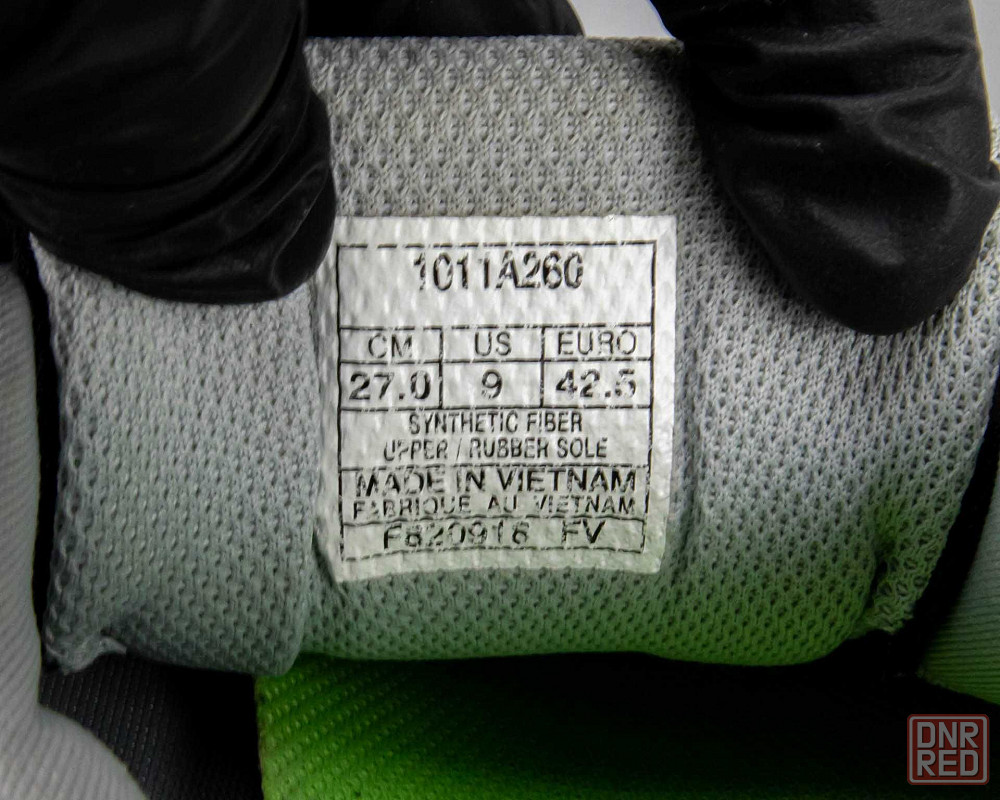 1011A260
CM US EURO
27.0 9 42.5
SYNTHETIC FIBER
UPPER / RUBBER SOLE
MADE IN VIETNAM
FABRIQUE AU VIETNAM
F820916 FV
DNR
RED